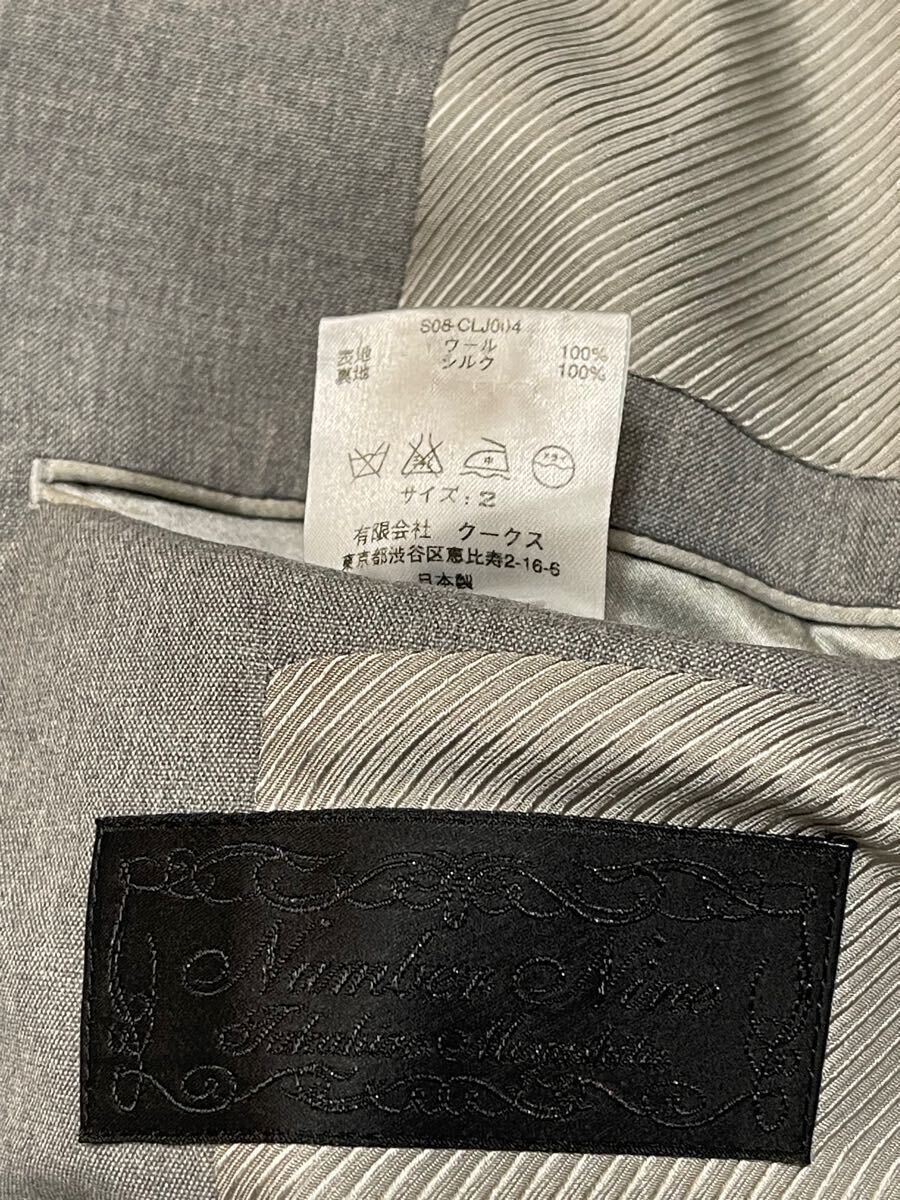 S08-CLJ004
表地 ウール 100%
裏地 シルク 100%
サイズ:2
有限会社 クークス
東京都渋谷区恵比寿2-16-6
日本製
Number Nine
Takahiro Miyashita